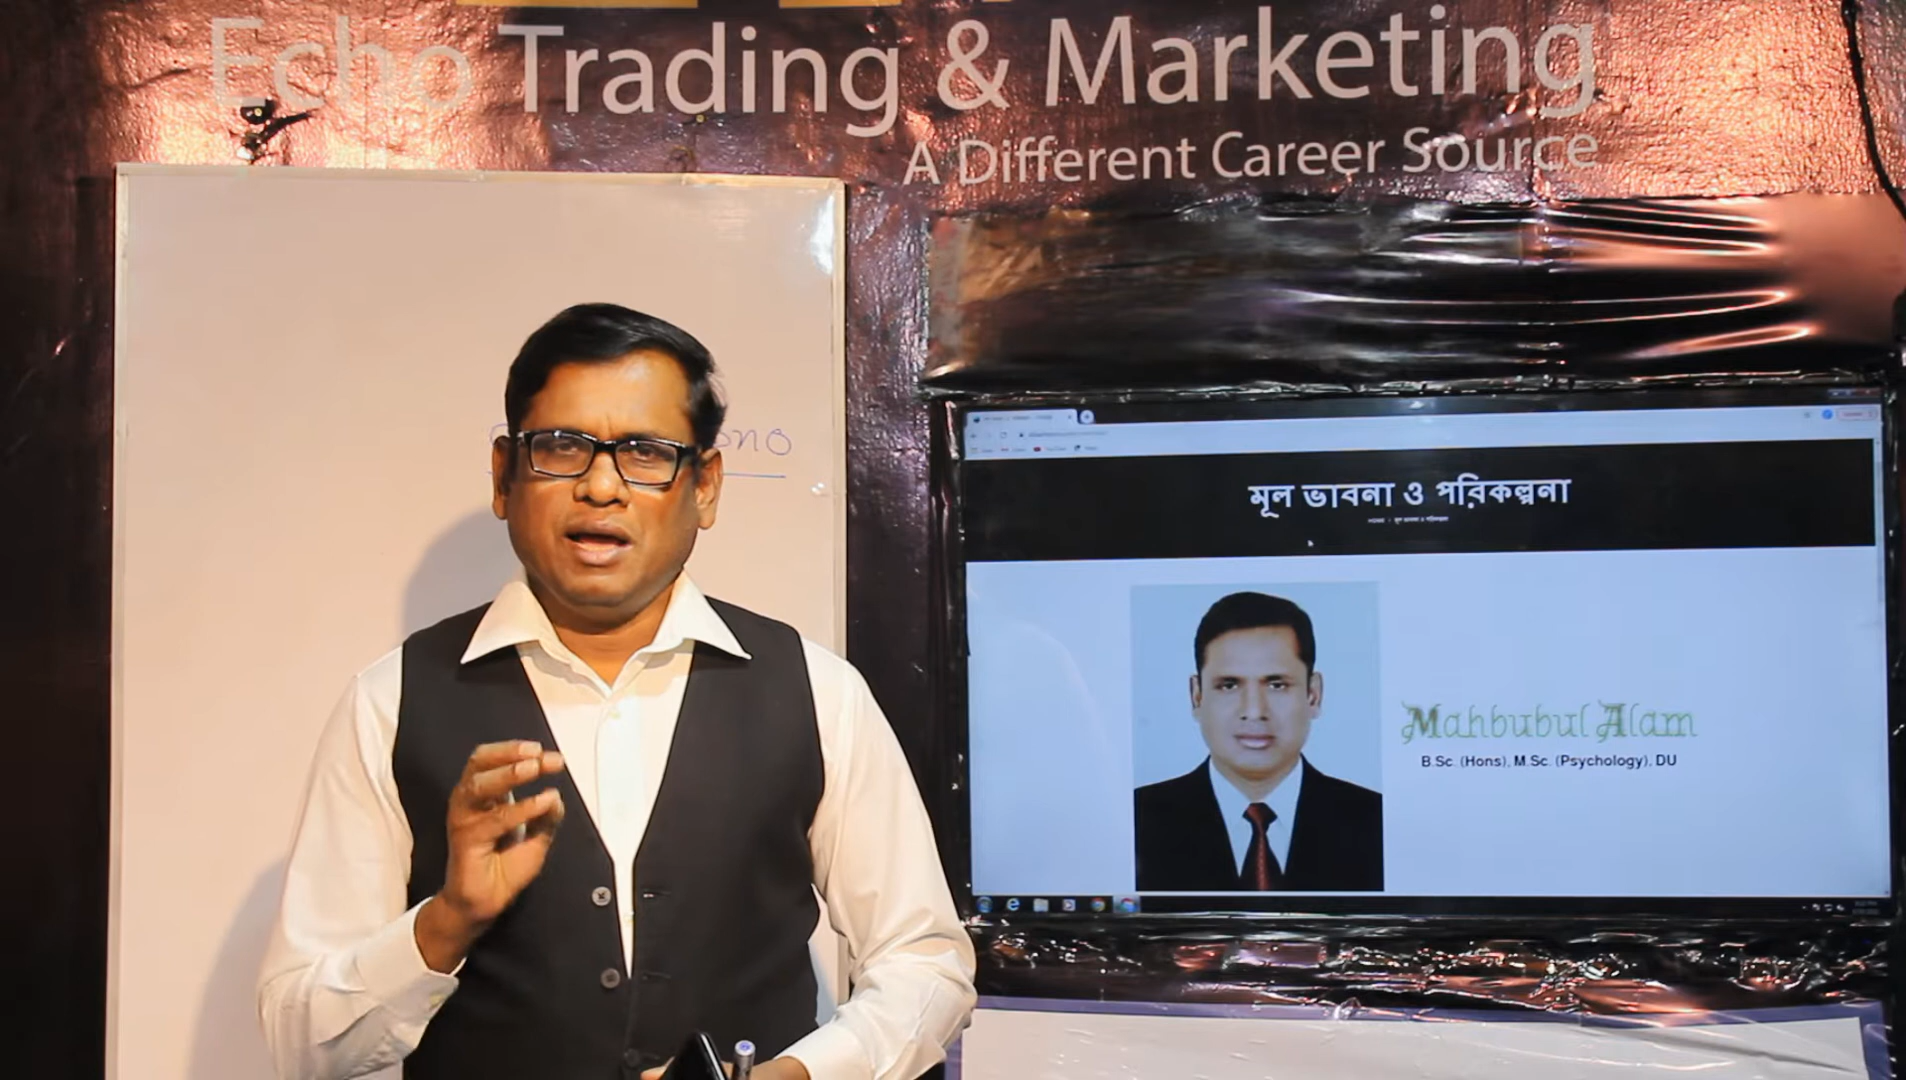 Echo Trading & Marketing
A Different Career Source
মূল ভাবনা ও পরিকল্পনা
Mahbubul Alam
B.Sc. (Hons), M.Sc. (Psychology), DU